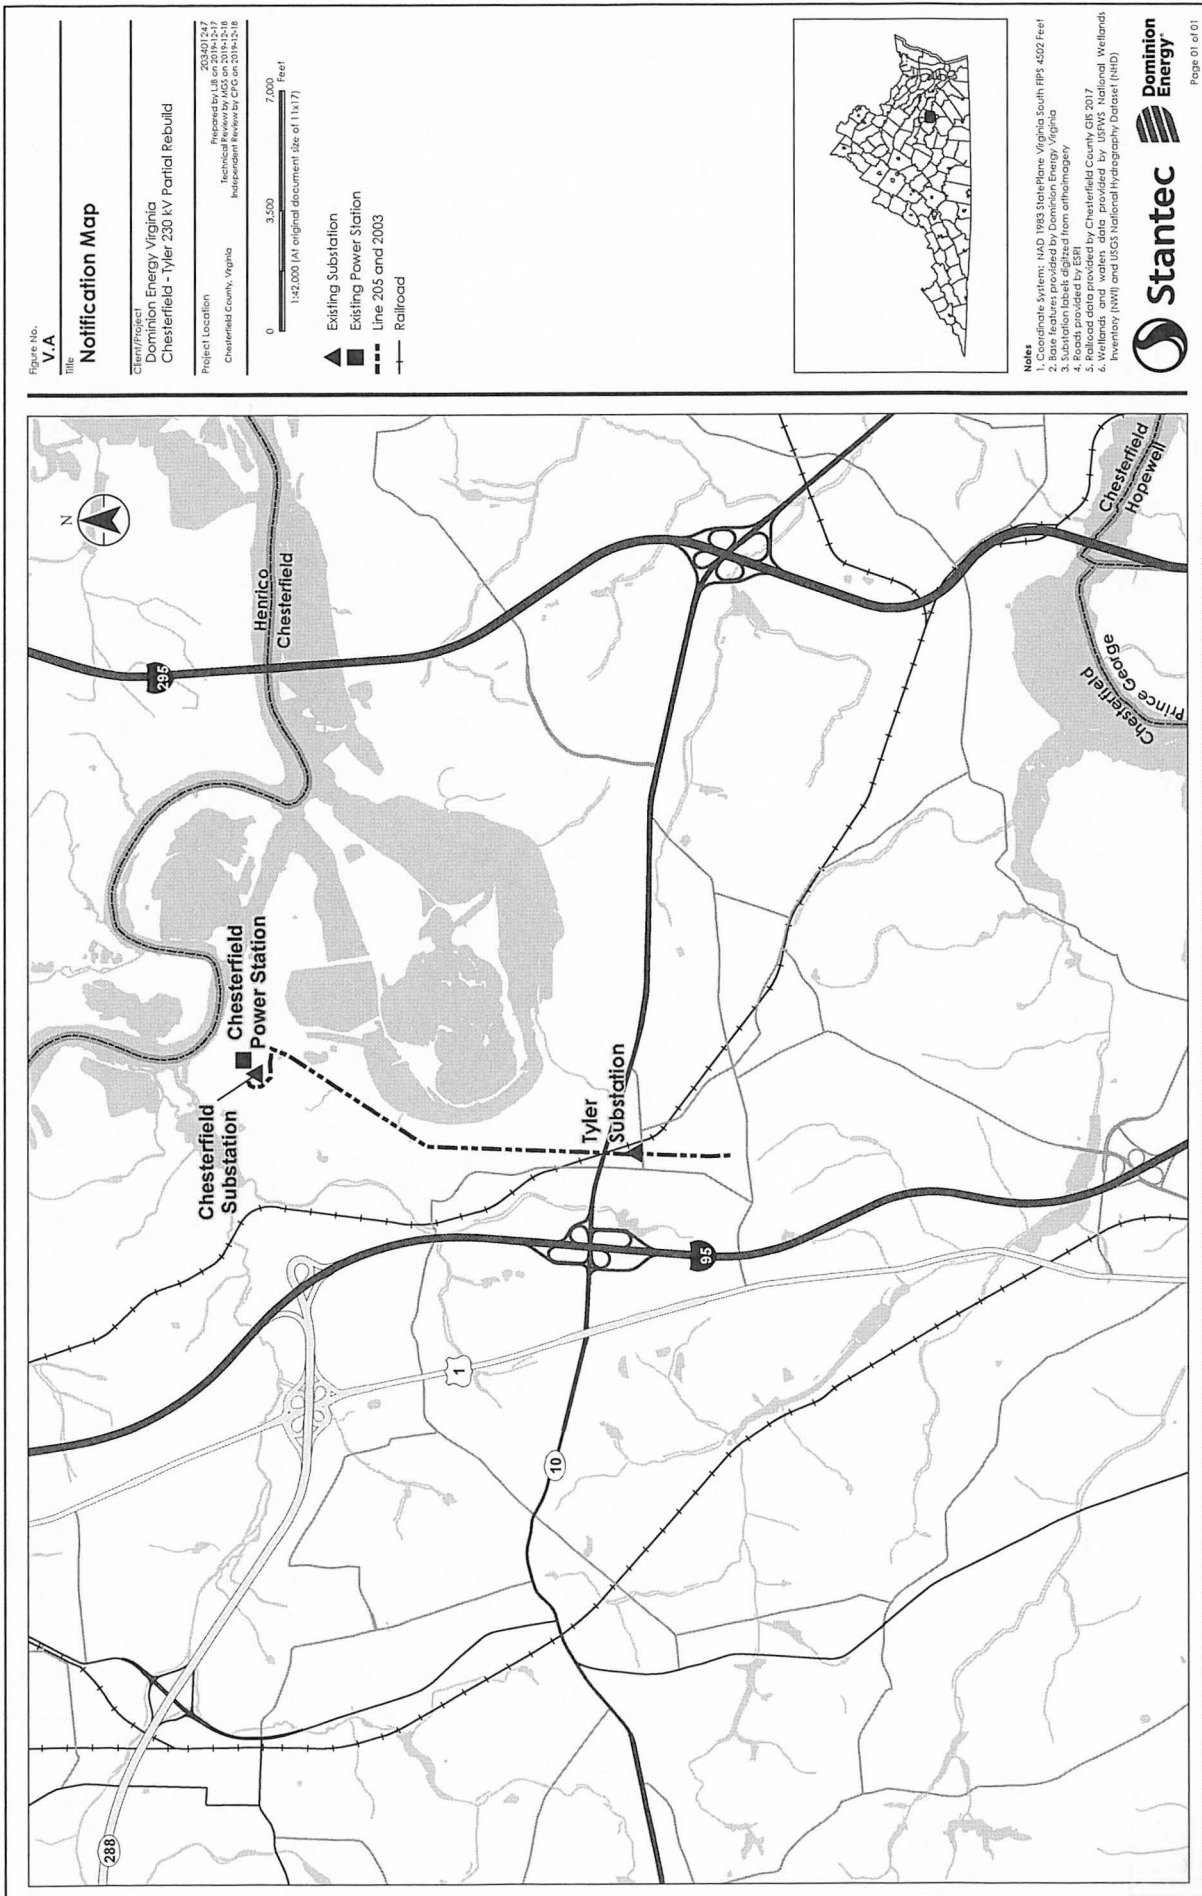 Figure No.
V.A
Title
Notification Map
Client/Project
Dominion Energy Virginia
Chesterfield - Tyler 230 kV Partial Rebuild
Project Location
203401247
Chesterfield County, Virginia
Prepared by LJB on 2019-12-17
Technical Review by MGS on 2019-12-18
Independent Review by CPG on 2019-12-18
0 3,500 7,000
Feet
1:42,000 (At original document size of 11x17)
Existing Substation
Existing Power Station
Line 205 and 2003
Railroad
Notes
1. Coordinate System: NAD 1983 StatePlane Virginia South FIPS 4502 Feet
2. Base features provided by Dominion Energy Virginia
3. Substation labels digitized from orthoimagery
4. Roads provided by ESRI
5. Railroad data provided by Chesterfield County GIS 2017
6. Wetlands and waters data provided by USFWS National Wetlands
Inventory (NWI) and USGS National Hydrography Dataset (NHD)
Stantec
Dominion
Energy®
Page 01 of 01
N
Henrico
Chesterfield
295
Chesterfield
Power Station
Chesterfield
Substation
Tyler
Substation
95
1
10
288
Chesterfield
Hopewell
Chesterfield
Prince George